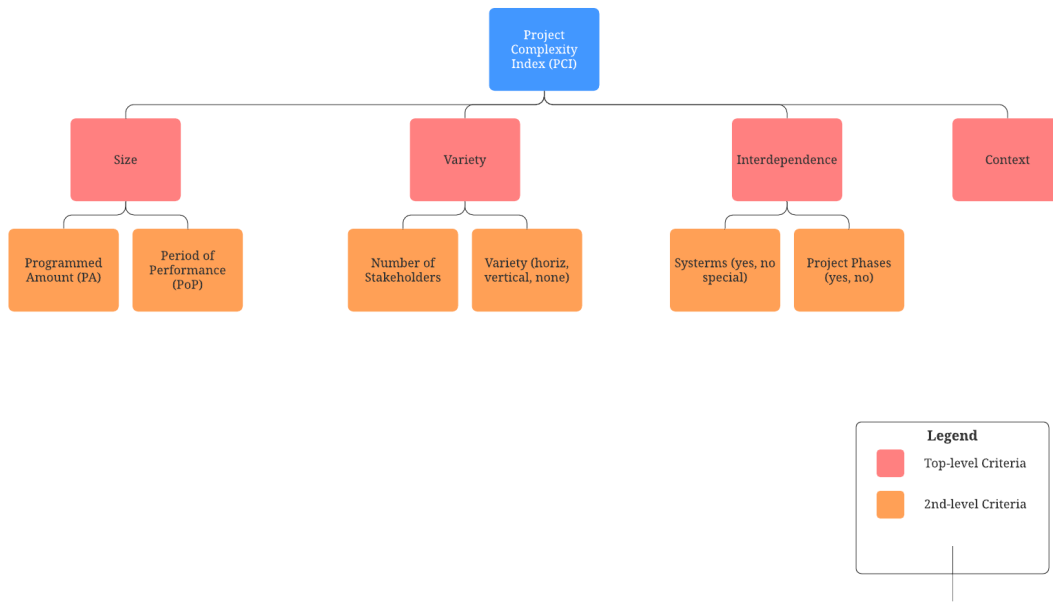 Project
Complexity
Index (PCI)
Size
Variety
Interdependence
Context
Programmed
Amount (PA)
Period of
Performance
(PoP)
Number of
Stakeholders
Variety (horiz,
vertical, none)
Systerms (yes, no
special)
Project Phases
(yes, no)
Legend
Top-level Criteria
2nd-level Criteria